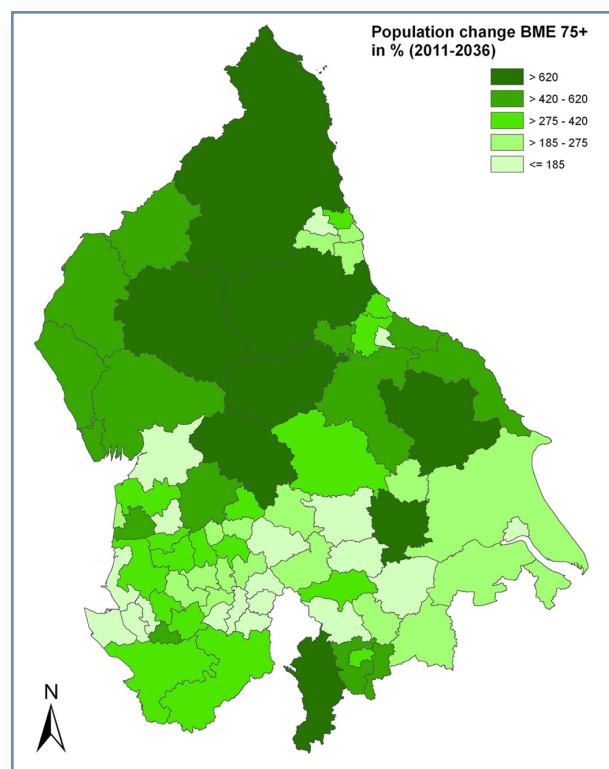 Population change BME 75+
in % (2011-2036)
> 620
> 420 - 620
> 275 - 420
> 185 - 275
<= 185
N